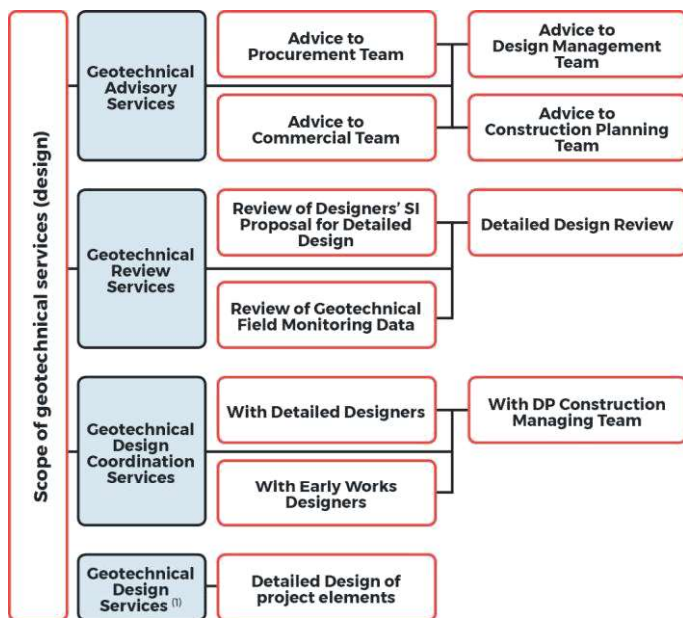 Scope of geotechnical services (design)
Geotechnical
Advisory
Services
Advice to
Procurement Team
Advice to
Design Management
Team
Advice to
Commercial Team
Advice to
Construction Planning
Team
Geotechnical
Review
Services
Review of Designers' SI
Proposal for Detailed
Design
Detailed Design Review
Review of Geotechnical
Field Monitoring Data
Geotechnical
Design
Coordination
Services
With Detailed Designers
With DP Construction
Managing Team
With Early Works
Designers
Geotechnical
Design
Services (1)
Detailed Design of
project elements